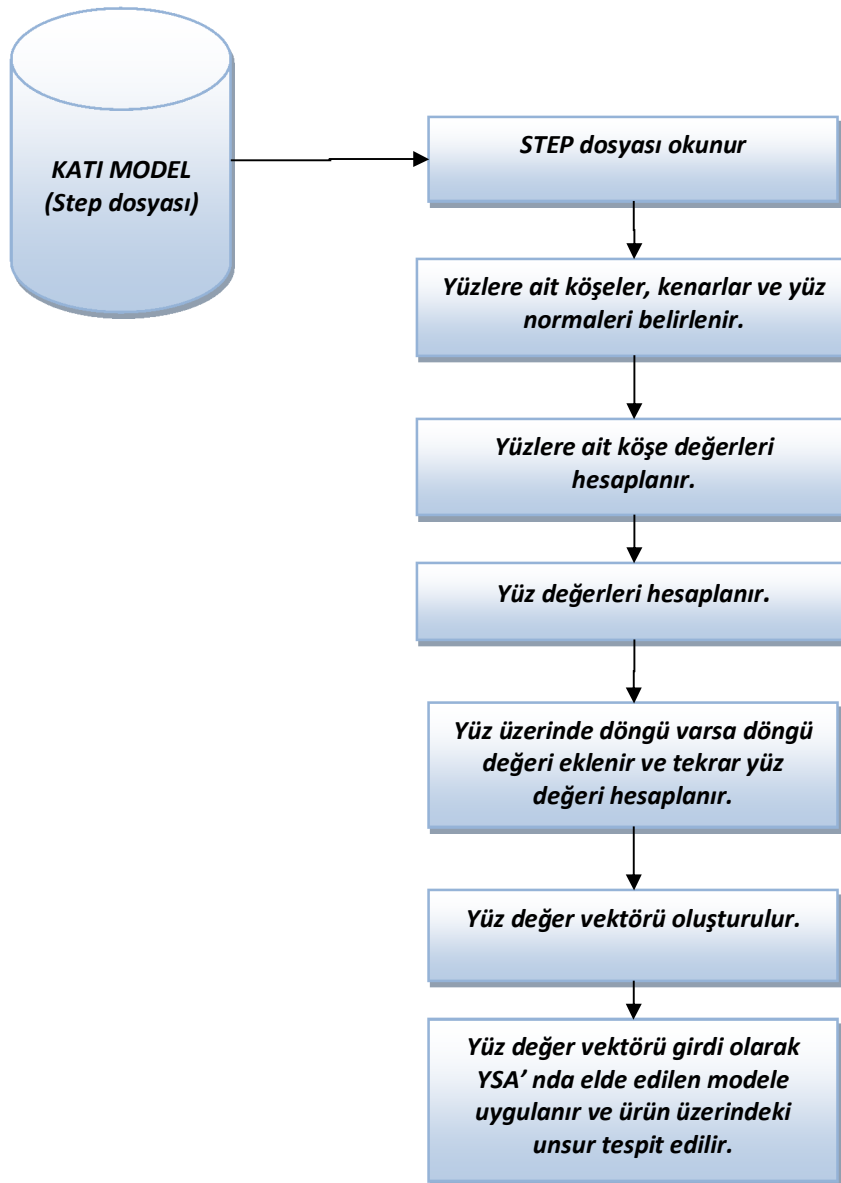 KATI MODEL
(Step dosyası)
STEP dosyası okunur
Yüzlere ait köşeler, kenarlar ve yüz
normaleri belirlenir.
Yüzlere ait köşe değerleri
hesaplanır.
Yüz değerleri hesaplanır.
Yüz üzerinde döngü varsa döngü
değeri eklenir ve tekrar yüz
değeri hesaplanır.
Yüz değer vektörü oluşturulur.
Yüz değer vektörü girdi olarak
YSA’ nda elde edilen modele
uygulanır ve ürün üzerindeki
unsur tespit edilir.